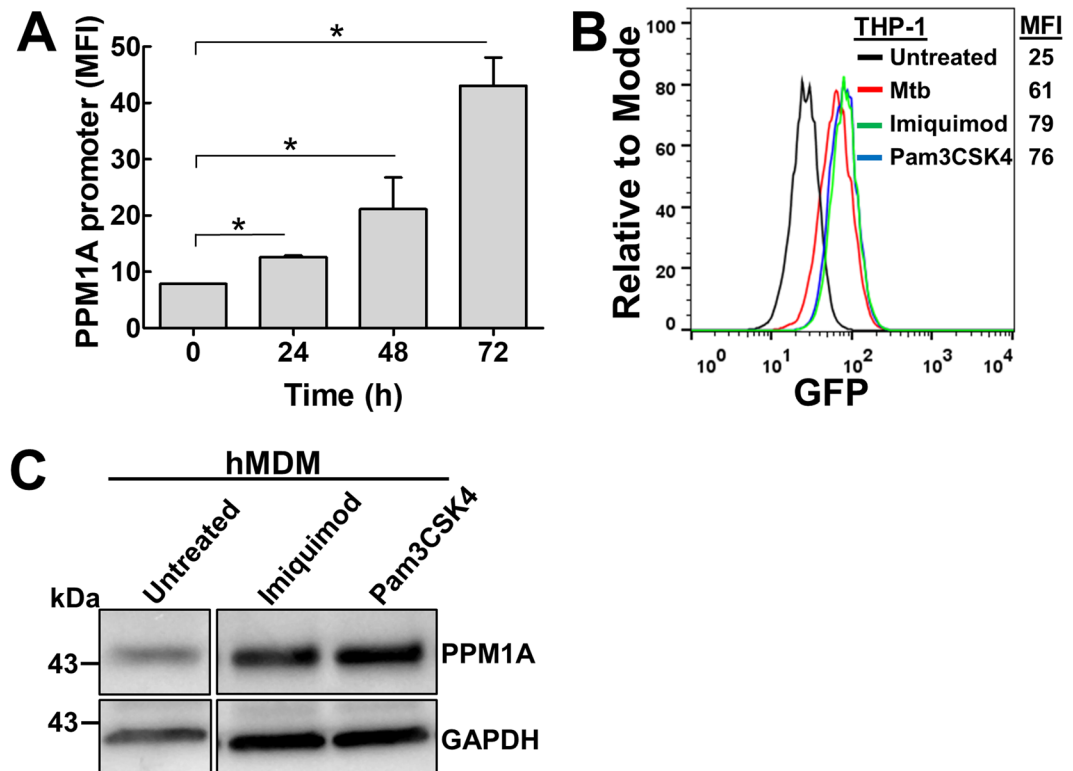 A
PPM1A promoter (MFI)
50
40
30
20
10
0
*
*
*
0 24 48 72
Time (h)
B
Relative to Mode
100
80
60
40
20
0
THP-1 MFI
Untreated 25
Mtb 61
Imiquimod 79
Pam3CSK4 76
10^0 10^1 10^2 10^3 10^4
GFP
C
hMDM
Untreated
Imiquimod
Pam3CSK4
kDa
43
PPM1A
43
GAPDH